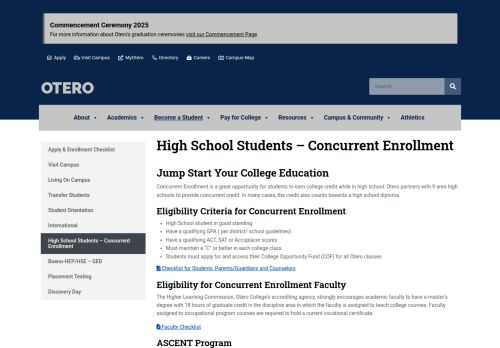 Commencement Ceremony 2025
For more information about Otero's graduation ceremonies visit our Commencement Page
Apply
Visit Campus
MyOtero
Directory
Careers
Campus Map
OTERO
Search...
About
Academics
Become a Student
Pay for College
Resources
Campus & Community
Athletics
Apply & Enrollment Checklist
Visit Campus
Living On Campus
Transfer Students
Student Orientation
International
High School Students – Concurrent
Enrollment
Bueno-HEP/HSE – GED
Placement Testing
Discovery Day
High School Students – Concurrent Enrollment
Jump Start Your College Education
Concurrent Enrollment is a great opportunity for students to earn college credit while in high school. Otero partners with 9 area high
schools to provide concurrent credit. In many cases, the credit also counts towards a high school diploma.
Eligibility Criteria for Concurrent Enrollment
High School student in good standing
Have a qualifying GPA ( per district/ school guidelines)
Have a qualifying ACT, SAT or Accuplacer scores
Must maintain a "C" or better in each college class
Students must apply for and access their College Opportunity Fund (COF) for all Otero classes
Checklist for Students, Parents/Guardians and Counselors
Eligibility for Concurrent Enrollment Faculty
The Higher Learning Commission, Otero College's accrediting agency, strongly encourages academic faculty to have a master's
degree with 18 hours of graduate credit in the discipline area in which the faculty is assigned to teach college courses. Faculty
assigned to occupational program courses are required to hold a current vocational certificate.
Faculty Checklist
ASCENT Program